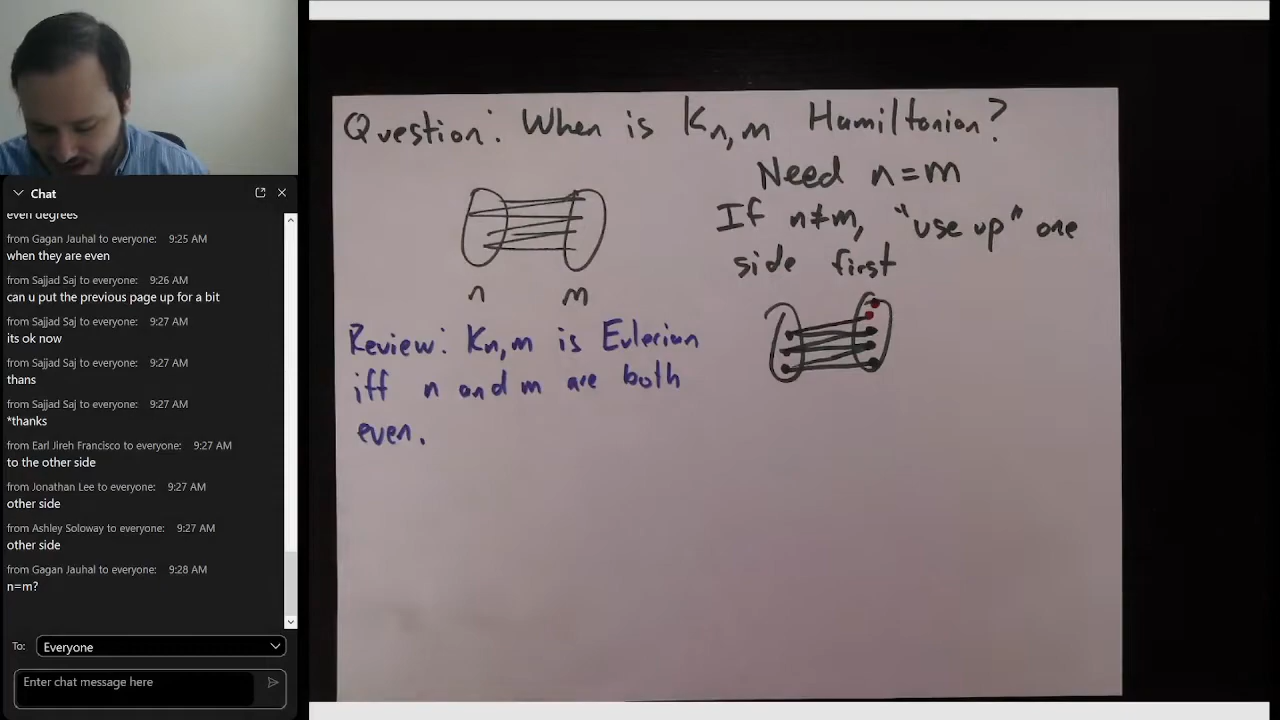 Chat
even degrees
from Gagan Jauhal to everyone: 9:25 AM
when they are even
from Sajjad Saj to everyone: 9:26 AM
can u put the previous page up for a bit
from Sajjad Saj to everyone: 9:27 AM
its ok now
from Sajjad Saj to everyone: 9:27 AM
thans
from Sajjad Saj to everyone: 9:27 AM
*thanks
from Earl Jireh Francisco to everyone: 9:27 AM
to the other side
from Jonathan Lee to everyone: 9:27 AM
other side
from Ashley Soloway to everyone: 9:27 AM
other side
from Gagan Jauhal to everyone: 9:28 AM
n=m?
To: Everyone
Enter chat message here
Question: When is Kn,m Hamiltonian?
Need n=m
If n≠m, "use up" one
side first
n m
Review: Kn,m is Eulerian
iff n and m are both
even.